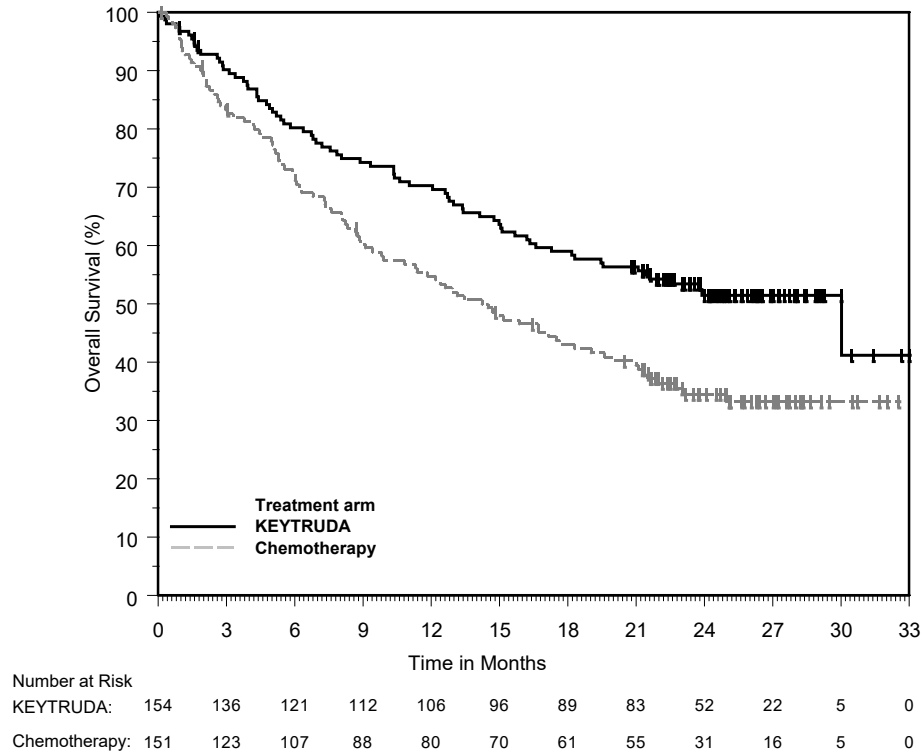 100
90
80
70
60
50
40
30
20
10
0
Overall Survival (%)
Treatment arm
KEYTRUDA
Chemotherapy
0 3 6 9 12 15 18 21 24 27 30 33
Time in Months
Number at Risk
KEYTRUDA: 154 136 121 112 106 96 89 83 52 22 5 0
Chemotherapy: 151 123 107 88 80 70 61 55 31 16 5 0